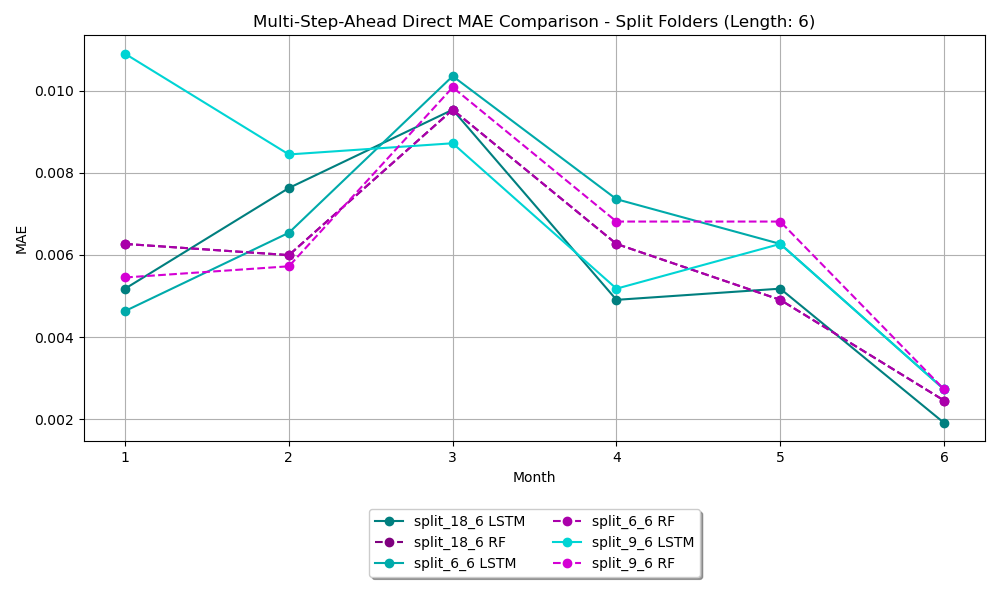 Multi-Step-Ahead Direct MAE Comparison - Split Folders (Length: 6)
0.010
0.008
0.006
0.004
0.002
MAE
1 2 3 4 5 6
Month
split_18_6 LSTM
split_18_6 RF
split_6_6 LSTM
split_6_6 RF
split_9_6 LSTM
split_9_6 RF